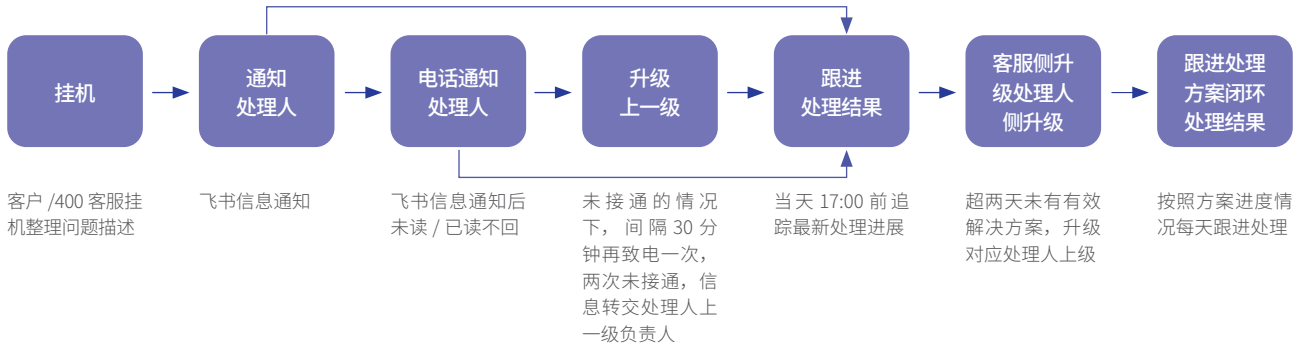 挂机
通知
处理人
电话通知
处理人
升级
上一级
跟进
处理结果
客服侧升
级处理人
侧升级
跟进处理
方案闭环
处理结果
客户 /400 客服挂
机整理问题描述
飞书信息通知
飞书信息通知后
未读 / 已读不回
未接通的情况
下，间隔 30 分
钟再致电一次，
两次未接通，信
息转交处理人上
一级负责人
当天 17:00 前追
踪最新处理进展
超两天未有有效
解决方案，升级
对应处理人上级
按照方案进度情
况每天跟进处理